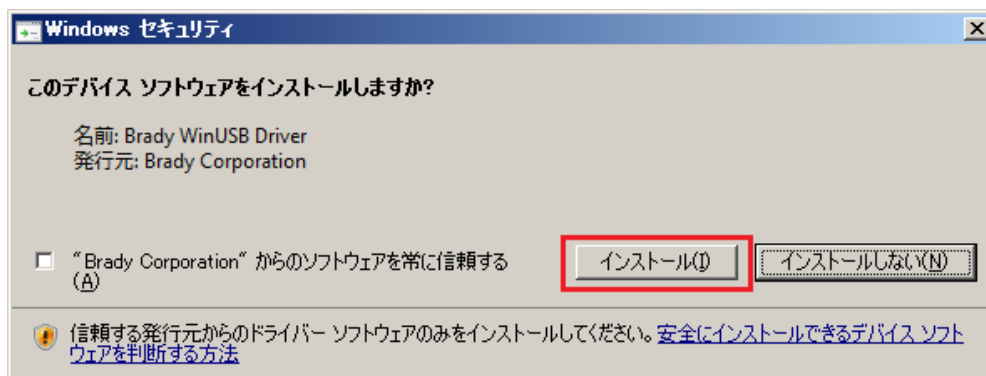 Windows セキュリティ
このデバイス ソフトウェアをインストールしますか?
名前: Brady WinUSB Driver
発行元: Brady Corporation
"Brady Corporation" からのソフトウェアを常に信頼する
(A)
インストール(I)
インストールしない(N)
信頼する発行元からのドライバー ソフトウェアのみをインストールしてください。安全にインストールできるデバイス ソフト
ウェアを判断する方法